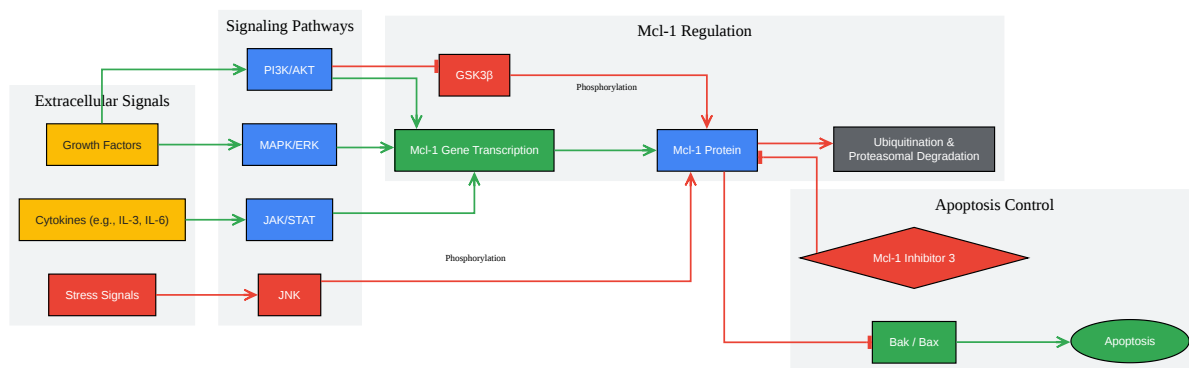 Signaling Pathways
Mcl-1 Regulation
PI3K/AKT
GSK3β
Phosphorylation
Extracellular Signals
Growth Factors
MAPK/ERK
Mcl-1 Gene Transcription
Mcl-1 Protein
Ubiquitination &
Proteasomal Degradation
Cytokines (e.g., IL-3, IL-6)
JAK/STAT
Apoptosis Control
Phosphorylation
Mcl-1 Inhibitor 3
Stress Signals
JNK
Bak / Bax
Apoptosis